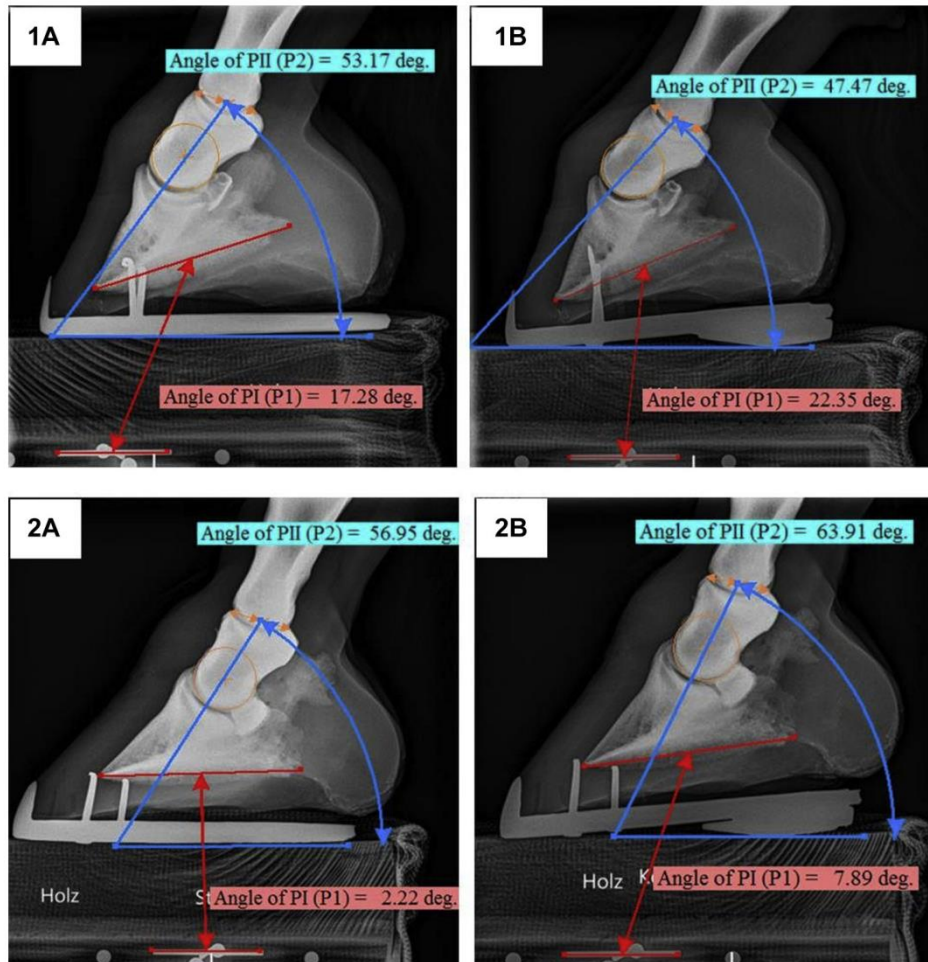 1A
Angle of PII (P2) = 53.17 deg.
Angle of PI (P1) = 17.28 deg.
1B
Angle of PII (P2) = 47.47 deg.
Angle of PI (P1) = 22.35 deg.
2A
Angle of PII (P2) = 56.95 deg.
Holz
Angle of PI (P1) = 2.22 deg.
2B
Angle of PII (P2) = 63.91 deg.
Holz
Angle of PI (P1) = 7.89 deg.